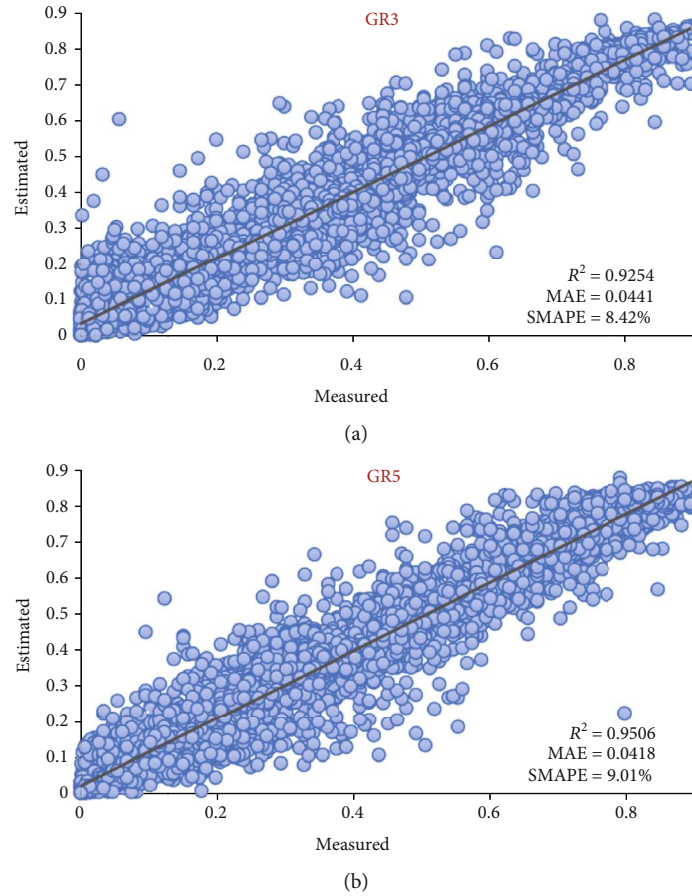 GR3
0.9
0.8
0.7
0.6
0.5
0.4
0.3
0.2
0.1
0
Estimated
R² = 0.9254
MAE = 0.0441
SMAPE = 8.42%
0 0.2 0.4 0.6 0.8
Measured
(a)
GR5
0.9
0.8
0.7
0.6
0.5
0.4
0.3
0.2
0.1
0
Estimated
R² = 0.9506
MAE = 0.0418
SMAPE = 9.01%
0 0.2 0.4 0.6 0.8
Measured
(b)